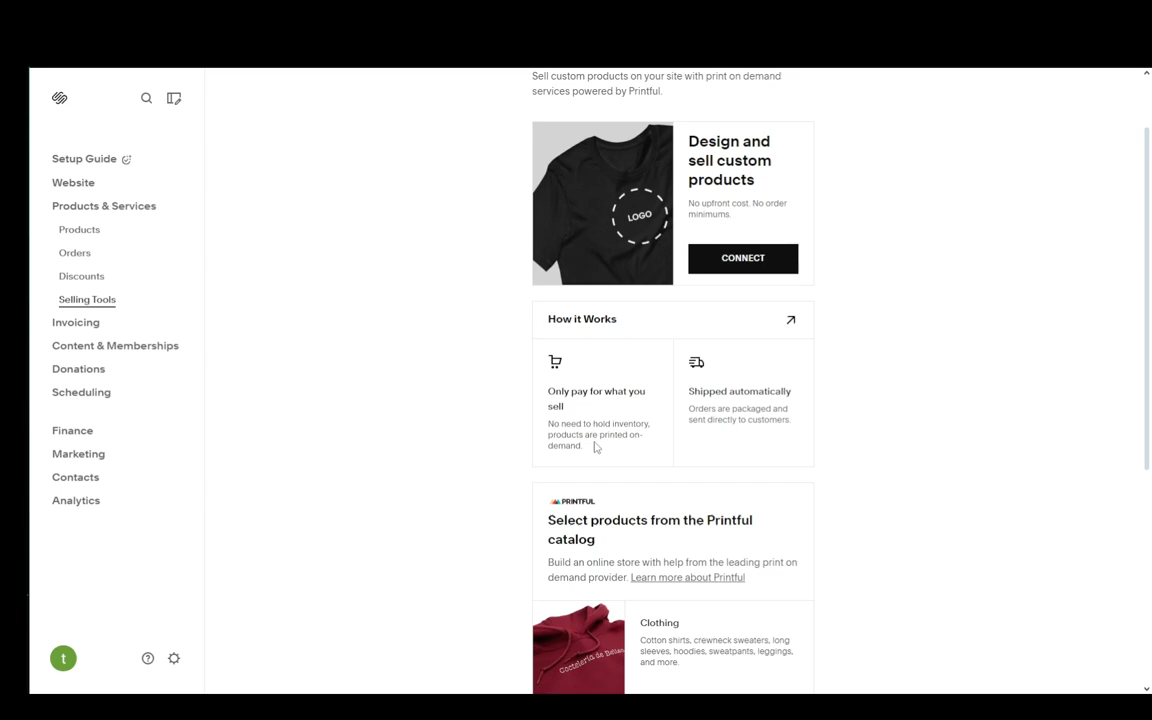 Setup Guide
Website
Products & Services
Products
Orders
Discounts
Selling Tools
Invoicing
Content & Memberships
Donations
Scheduling
Finance
Marketing
Contacts
Analytics
t
Sell custom products on your site with print on demand
services powered by Printful.
LOGO
Design and
sell custom
products
No upfront cost. No order
minimums.
CONNECT
How it Works
Only pay for what you
sell
No need to hold inventory,
products are printed on-
demand.
Shipped automatically
Orders are packaged and
sent directly to customers.
PRINTFUL
Select products from the Printful
catalog
Build an online store with help from the leading print on
demand provider. Learn more about Printful
Coctelería de
Clothing
Cotton shirts, crewneck sweaters, long
sleeves, hoodies, sweatpants, leggings,
and more.